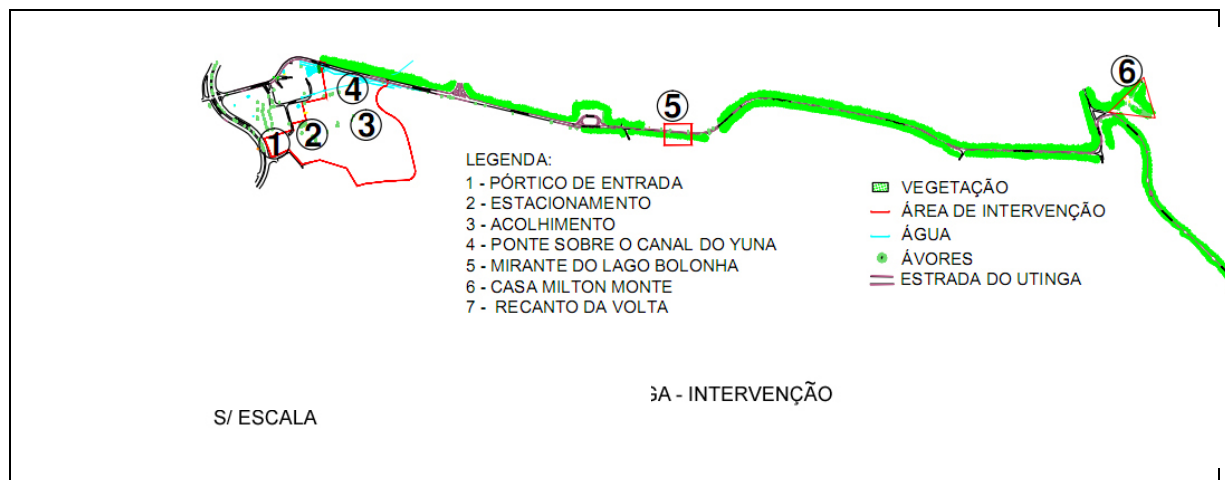 6
4
5
3
2
1
LEGENDA:
1 - PÓRTICO DE ENTRADA
2 - ESTACIONAMENTO
3 - ACOLHIMENTO
4 - PONTE SOBRE O CANAL DO YUNA
5 - MIRANTE DO LAGO BOLONHA
6 - CASA MILTON MONTE
7 - RECANTO DA VOLTA
VEGETAÇÃO
ÁREA DE INTERVENÇÃO
ÁGUA
ÁVORES
ESTRADA DO UTINGA
GA - INTERVENÇÃO
S/ ESCALA